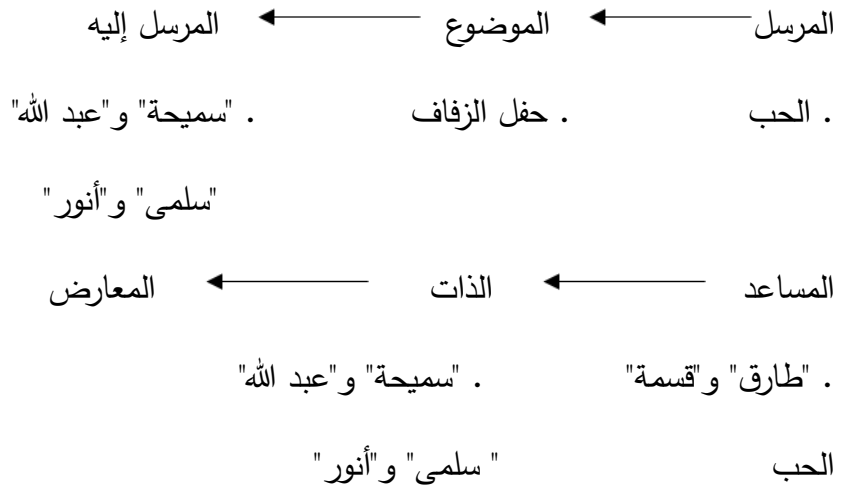 المرسل الموضوع المرسل إليه
. الحب . حفل الزفاف . "سميحة" و"عبد الله"
"سلمى" و"أنور"
المساعد الذات المعارض
. "طارق" و"قسمة" . "سميحة" و"عبد الله"
الحب " سلمى" و"أنور"